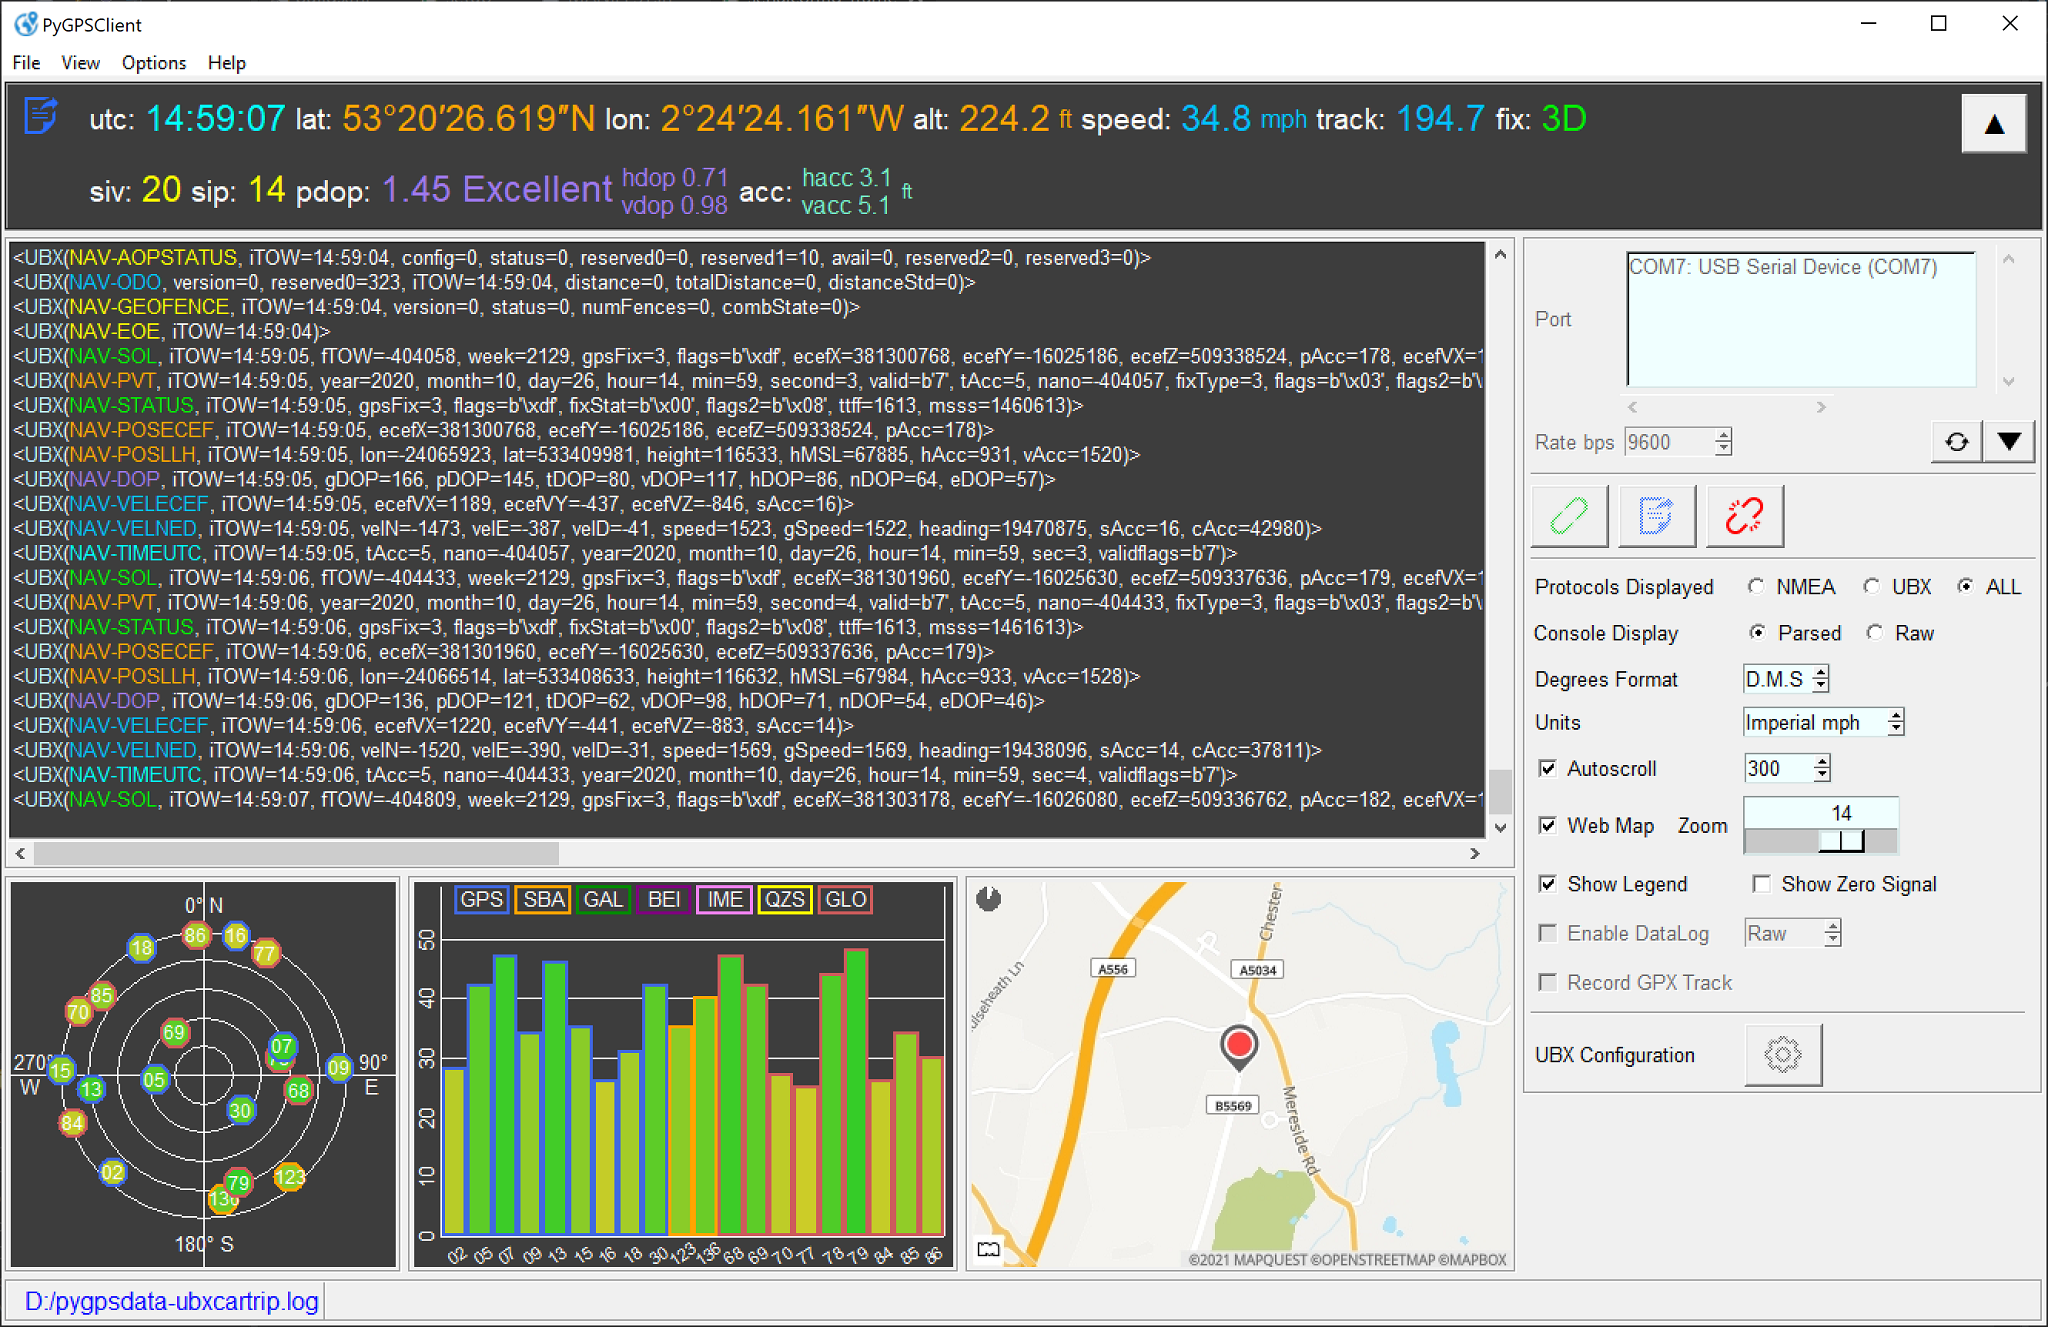 PyGPSClient
File View Options Help
utc: 14:59:07 lat: 53°20′26.619″N lon: 2°24′24.161″W alt: 224.2 ft speed: 34.8 mph track: 194.7 fix: 3D
▲
siv: 20 sip: 14 pdop: 1.45 Excellent hdop 0.71 vdop 0.98 acc: hacc 3.1 vacc 5.1 ft
<UBX(NAV-AOPSTATUS, iTOW=14:59:04, config=0, status=0, reserved0=0, reserved1=10, avail=0, reserved2=0, reserved3=0)>
<UBX(NAV-ODO, version=0, reserved0=323, iTOW=14:59:04, distance=0, totalDistance=0, distanceStd=0)>
<UBX(NAV-GEOFENCE, iTOW=14:59:04, version=0, status=0, numFences=0, combState=0)>
<UBX(NAV-EOE, iTOW=14:59:04)>
<UBX(NAV-SOL, iTOW=14:59:05, fTOW=-404058, week=2129, gpsFix=3, flags=b'\xdf', ecefX=381300768, ecefY=-16025186, ecefZ=509338524, pAcc=178, ecefVX=1
<UBX(NAV-PVT, iTOW=14:59:05, year=2020, month=10, day=26, hour=14, min=59, second=3, valid=b'7', tAcc=5, nano=-404057, fixType=3, flags=b'\x03', flags2=b'\
<UBX(NAV-STATUS, iTOW=14:59:05, gpsFix=3, flags=b'\xdf', fixStat=b'\x00', flags2=b'\x08', ttff=1613, msss=1460613)>
<UBX(NAV-POSECEF, iTOW=14:59:05, ecefX=381300768, ecefY=-16025186, ecefZ=509338524, pAcc=178)>
<UBX(NAV-POSLLH, iTOW=14:59:05, lon=-24065923, lat=533409981, height=116533, hMSL=67885, hAcc=931, vAcc=1520)>
<UBX(NAV-DOP, iTOW=14:59:05, gDOP=166, pDOP=145, tDOP=80, vDOP=117, hDOP=86, nDOP=64, eDOP=57)>
<UBX(NAV-VELECEF, iTOW=14:59:05, ecefVX=1189, ecefVY=-437, ecefVZ=-846, sAcc=16)>
<UBX(NAV-VELNED, iTOW=14:59:05, velN=-1473, velE=-387, velD=-41, speed=1523, gSpeed=1522, heading=19470875, sAcc=16, cAcc=42980)>
<UBX(NAV-TIMEUTC, iTOW=14:59:05, tAcc=5, nano=-404057, year=2020, month=10, day=26, hour=14, min=59, sec=3, validflags=b'7')>
<UBX(NAV-SOL, iTOW=14:59:06, fTOW=-404433, week=2129, gpsFix=3, flags=b'\xdf', ecefX=381301960, ecefY=-16025630, ecefZ=509337636, pAcc=179, ecefVX=1
<UBX(NAV-PVT, iTOW=14:59:06, year=2020, month=10, day=26, hour=14, min=59, second=4, valid=b'7', tAcc=5, nano=-404433, fixType=3, flags=b'\x03', flags2=b'\
<UBX(NAV-STATUS, iTOW=14:59:06, gpsFix=3, flags=b'\xdf', fixStat=b'\x00', flags2=b'\x08', ttff=1613, msss=1461613)>
<UBX(NAV-POSECEF, iTOW=14:59:06, ecefX=381301960, ecefY=-16025630, ecefZ=509337636, pAcc=179)>
<UBX(NAV-POSLLH, iTOW=14:59:06, lon=-24066514, lat=533408633, height=116632, hMSL=67984, hAcc=933, vAcc=1528)>
<UBX(NAV-DOP, iTOW=14:59:06, gDOP=136, pDOP=121, tDOP=62, vDOP=98, hDOP=71, nDOP=54, eDOP=46)>
<UBX(NAV-VELECEF, iTOW=14:59:06, ecefVX=1220, ecefVY=-441, ecefVZ=-883, sAcc=14)>
<UBX(NAV-VELNED, iTOW=14:59:06, velN=-1520, velE=-390, velD=-31, speed=1569, gSpeed=1569, heading=19438096, sAcc=14, cAcc=37811)>
<UBX(NAV-TIMEUTC, iTOW=14:59:06, tAcc=5, nano=-404433, year=2020, month=10, day=26, hour=14, min=59, sec=4, validflags=b'7')>
<UBX(NAV-SOL, iTOW=14:59:07, fTOW=-404809, week=2129, gpsFix=3, flags=b'\xdf', ecefX=381303178, ecefY=-16026080, ecefZ=509336762, pAcc=182, ecefVX=1
Port
COM7: USB Serial Device (COM7)
Rate bps 9600
▼
Protocols Displayed NMEA UBX ALL
Console Display Parsed Raw
Degrees Format D.M.S
Units Imperial mph
Autoscroll 300
Web Map Zoom 14
Show Legend Show Zero Signal
Enable DataLog Raw
Record GPX Track
UBX Configuration
0° N
86 16
18 77
85
70
69
07
270° W
15
05
09
90° E
13
68
30
84
02
79
123
136
180° S
GPS SBA GAL BEI IME QZS GLO
50
40
30
20
10
0
02 05 07 09 13 15 16 18 30 123 136 68 69 70 77 78 79 84 85 86
Chester
A556
A5034
ulseheath Ln
B5569
Mereside Rd
©2021 MAPQUEST ©OPENSTREETMAP ©MAPBOX
D:/pygpsdata-ubxcartrip.log